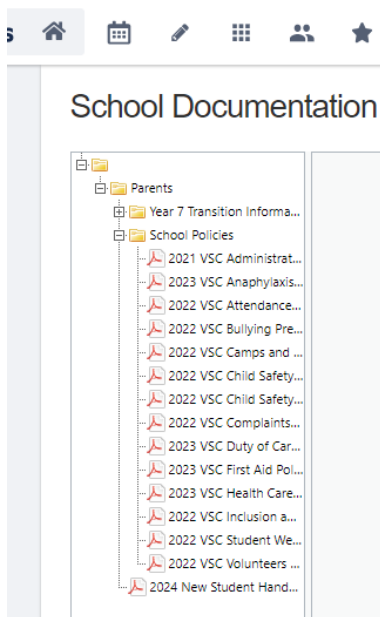 s
School Documentation
Parents
Year 7 Transition Informa...
School Policies
2021 VSC Administrat...
2023 VSC Anaphylaxis...
2022 VSC Attendance...
2022 VSC Bullying Pre...
2022 VSC Camps and ...
2022 VSC Child Safety...
2022 VSC Child Safety...
2022 VSC Complaints...
2023 VSC Duty of Car...
2023 VSC First Aid Pol...
2023 VSC Health Care...
2022 VSC Inclusion a...
2022 VSC Student We...
2022 VSC Volunteers ...
2024 New Student Hand...